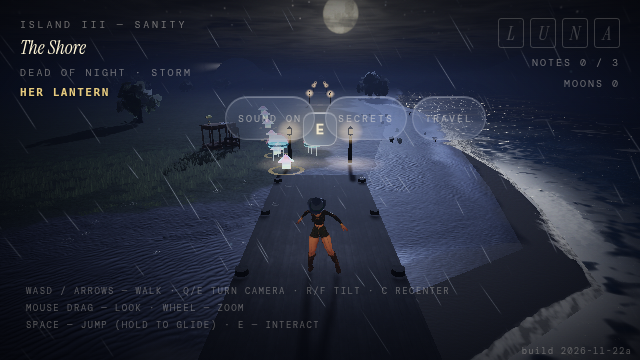 ISLAND III — SANITY
The Shore
DEAD OF NIGHT · STORM
HER LANTERN
L U N A
NOTES 0 / 3
MOONS 0
SOUND ON
E
SECRETS
TRAVEL
WASD / ARROWS — WALK · Q/E TURN CAMERA · R/F TILT · C RECENTER
MOUSE DRAG — LOOK · WHEEL — ZOOM
SPACE — JUMP (HOLD TO GLIDE) · E — INTERACT
build 2026-11-22a